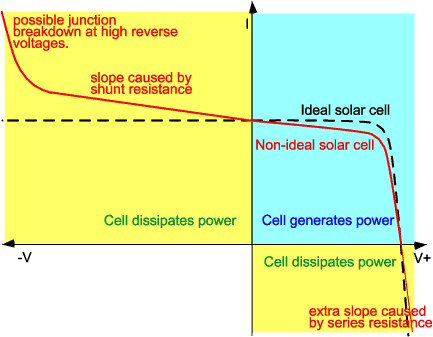 possible junction
breakdown at high reverse
voltages.
I
slope caused by
shunt resistance
Ideal solar cell
Non-ideal solar cell
Cell dissipates power
Cell generates power
-V
V+
Cell dissipates power
extra slope caused
by series resistance